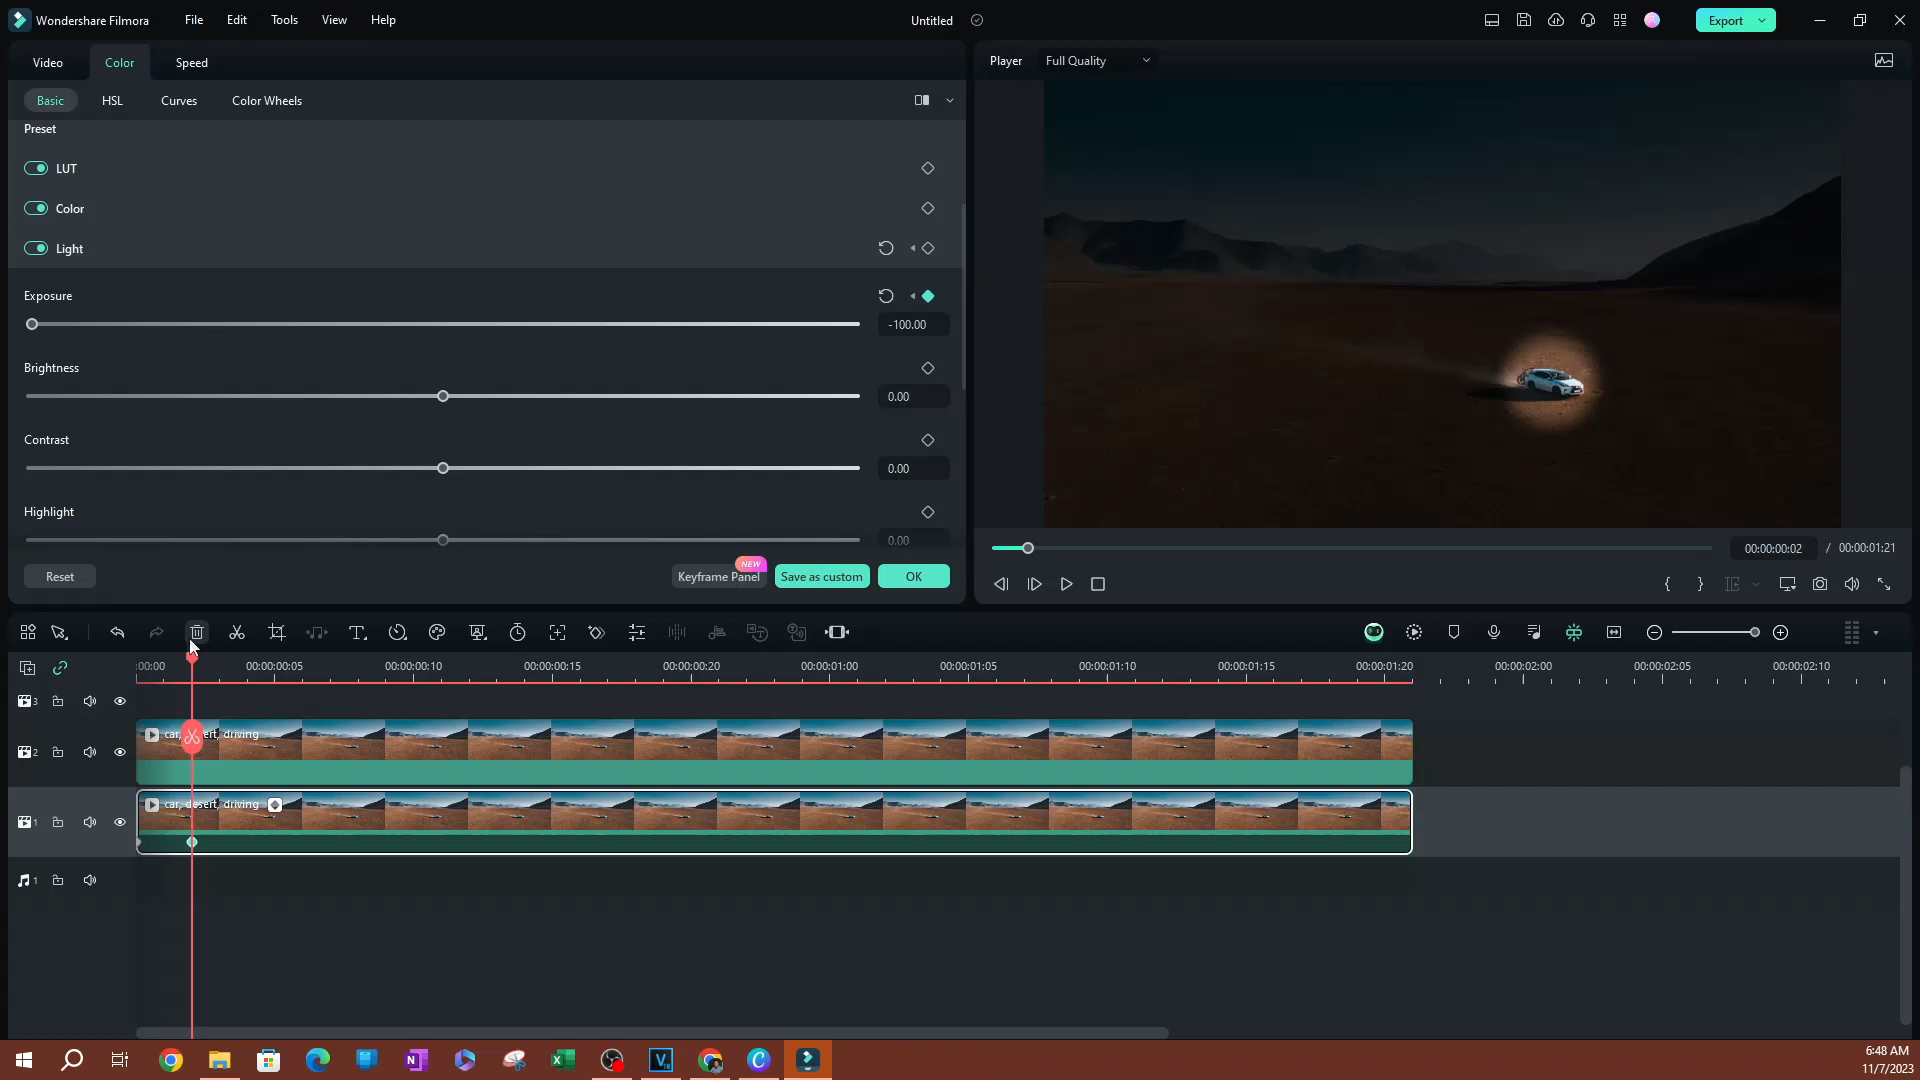 Wondershare Filmora File Edit Tools View Help Untitled Export
Video Color Speed
Player Full Quality
Basic HSL Curves Color Wheels
Preset
LUT
Color
Light
Exposure
-100.00
Brightness
0.00
Contrast
0.00
Highlight
0.00
NEW
Reset Keyframe Panel Save as custom OK
00:00:00:02 / 00:00:01:21
:00:00 00:00:00:05 00:00:00:10 00:00:00:15 00:00:00:20 00:00:01:00 00:00:01:05 00:00:01:10 00:00:01:15 00:00:01:20 00:00:02:00 00:00:02:05 00:00:02:10
3
2
driving
car, desert, driving
1
1
6:48 AM
11/7/2023